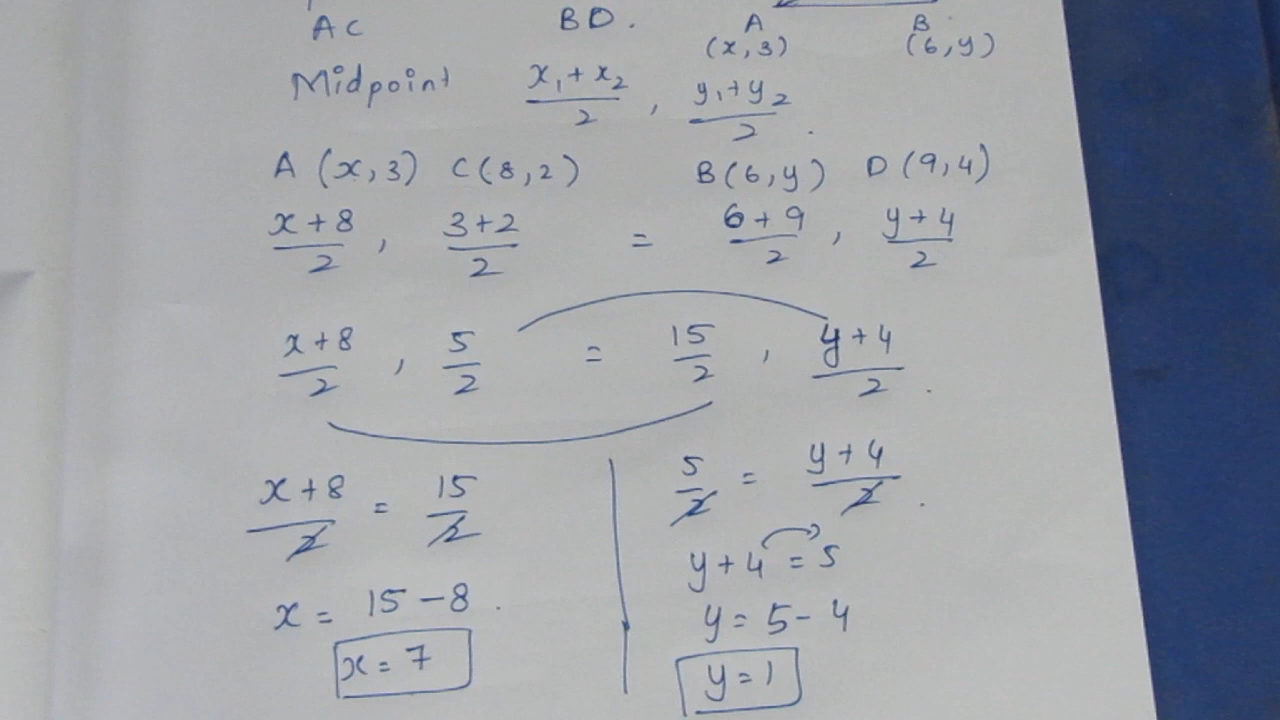 AC BD. A B
(x,3) (6,y)
Midpoint x₁+x₂/2 , y₁+y₂/2 .
A (x,3) C(8,2) B(6,y) D(9,4)
x+8/2 , 3+2/2 = 6+9/2 , y+4/2
x+8/2 , 5/2 = 15/2 , y+4/2 .
x+8/2 = 15/2
x = 15-8 .
x = 7
5/2 = y+4/2 .
y+4 = 5
y = 5-4
y = 1